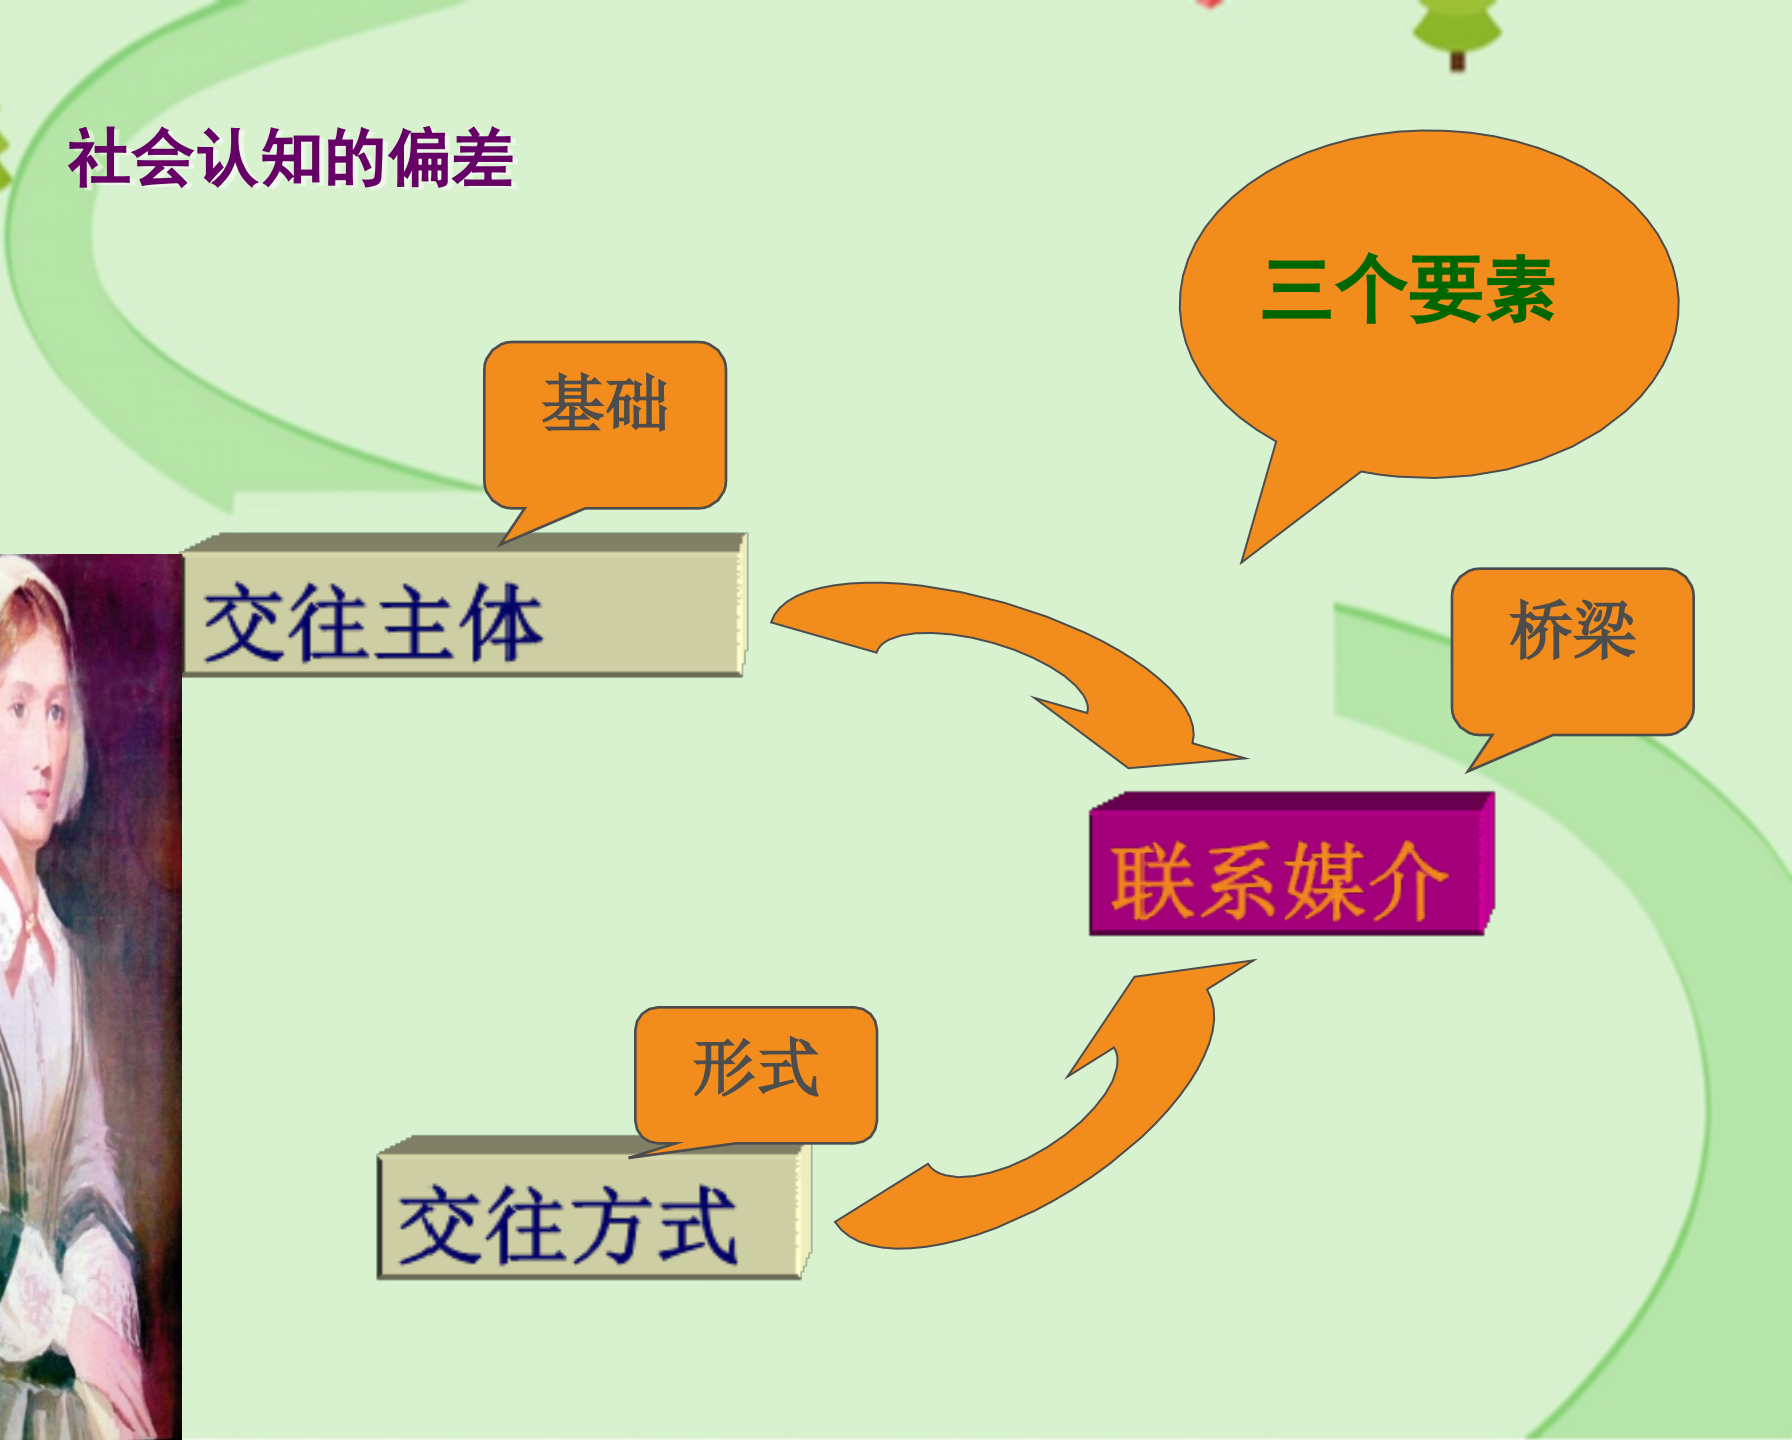 社会认知的偏差
三个要素
基础
交往主体
桥梁
联系媒介
形式
交往方式